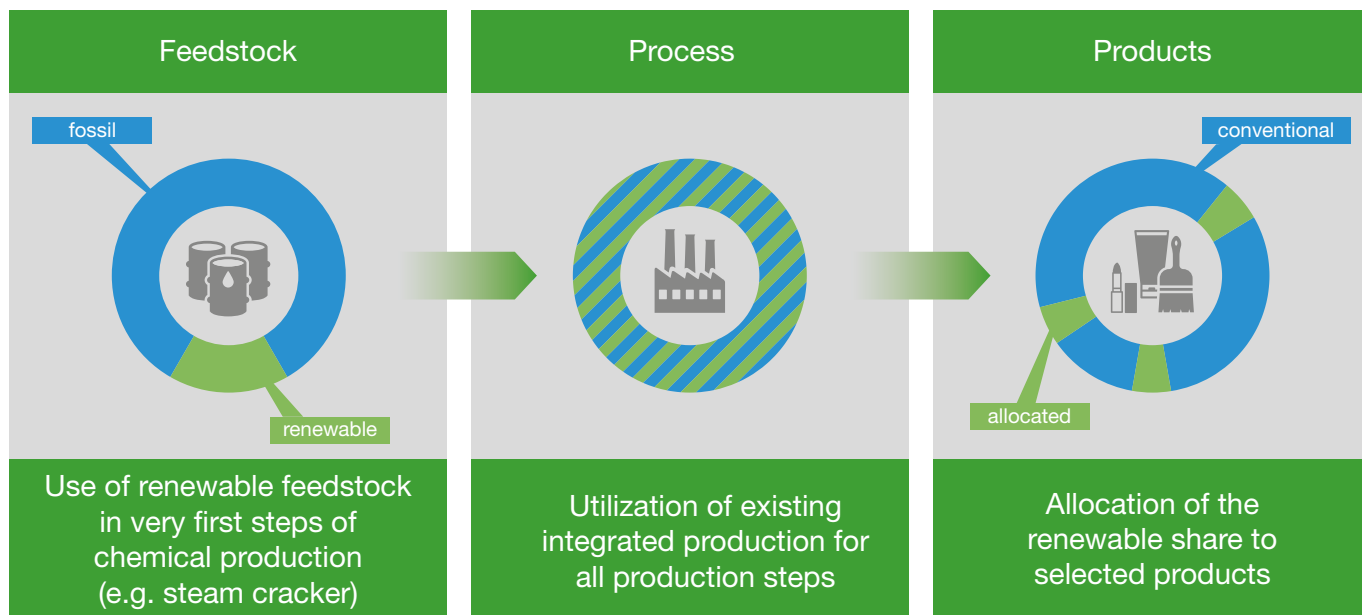 Feedstock
fossil
renewable
Use of renewable feedstock
in very first steps of
chemical production
(e.g. steam cracker)
Process
Utilization of existing
integrated production for
all production steps
Products
conventional
allocated
Allocation of the
renewable share to
selected products